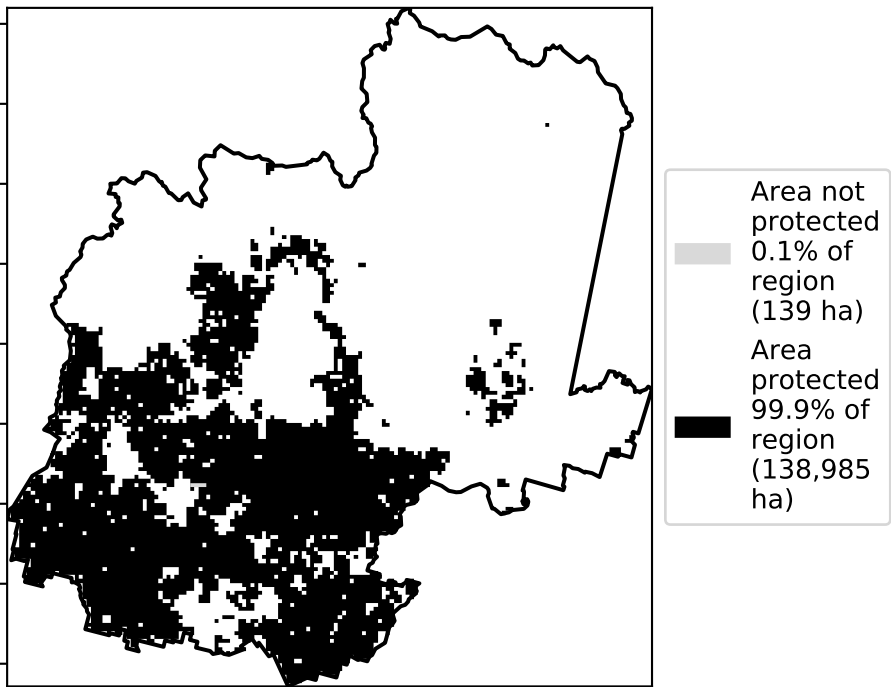 Area not
protected
0.1% of
region
(139 ha)
Area
protected
99.9% of
region
(138,985
ha)